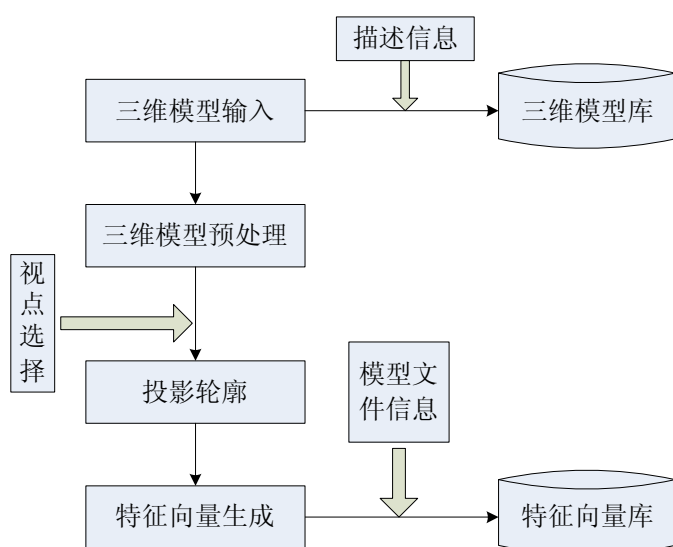 描述信息
三维模型输入
三维模型库
三维模型预处理
视
点
选
择
投影轮廓
模型文
件信息
特征向量生成
特征向量库